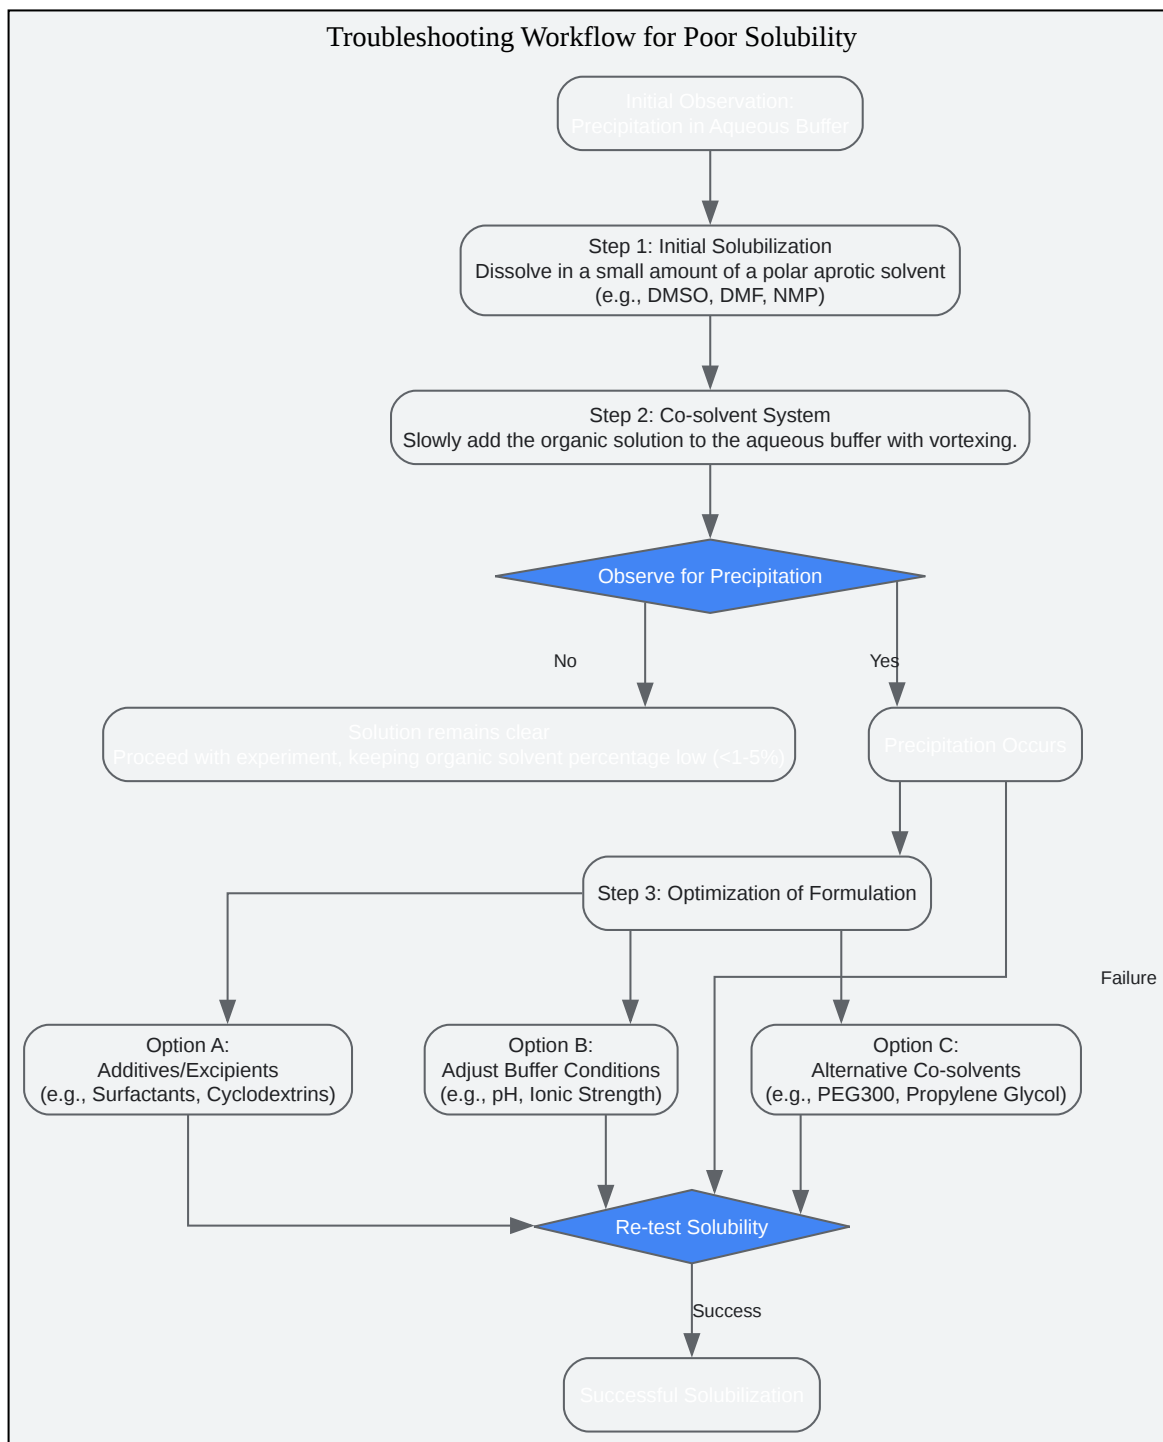 Troubleshooting Workflow for Poor Solubility
Initial Observation:
Precipitation in Aqueous Buffer
Step 1: Initial Solubilization
Dissolve in a small amount of a polar aprotic solvent
(e.g., DMSO, DMF, NMP)
Step 2: Co-solvent System
Slowly add the organic solution to the aqueous buffer with vortexing.
Observe for Precipitation
No
Yes
Solution remains clear
Proceed with experiment, keeping organic solvent percentage low (<1-5%)
Precipitation Occurs
Step 3: Optimization of Formulation
Failure
Option A:
Additives/Excipients
(e.g., Surfactants, Cyclodextrins)
Option B:
Adjust Buffer Conditions
(e.g., pH, Ionic Strength)
Option C:
Alternative Co-solvents
(e.g., PEG300, Propylene Glycol)
Re-test Solubility
Success
Successful Solubilization